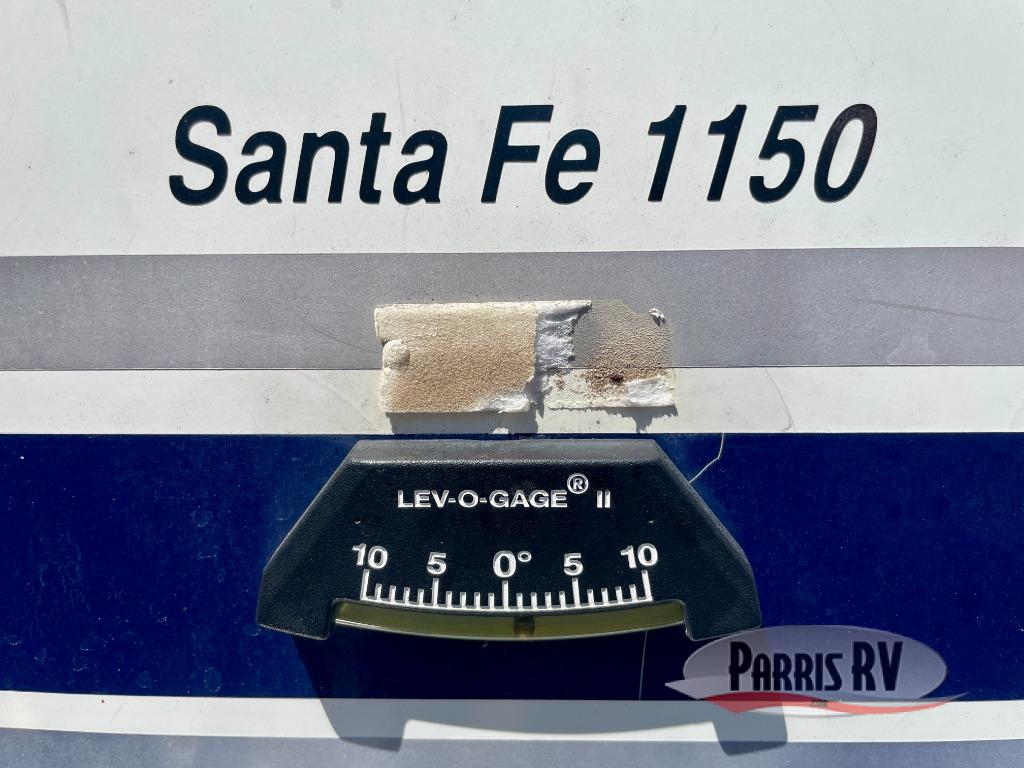 Santa Fe 1150
LEV-O-GAGE® II
10 5 0° 5 10
PARRIS RV